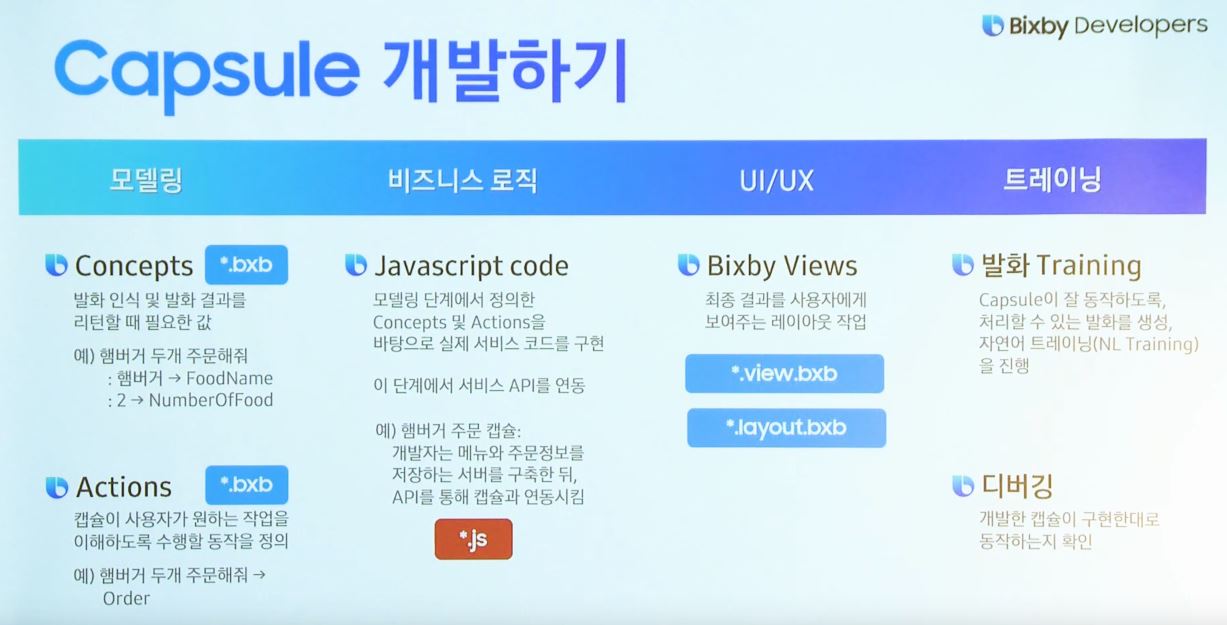 Bixby Developers
Capsule 개발하기
모델링
비즈니스 로직
UI/UX
트레이닝
Concepts
*.bxb
발화 인식 및 발화 결과를
리턴할 때 필요한 값
예) 햄버거 두개 주문해줘
: 햄버거 → FoodName
: 2 → NumberOfFood
Actions
*.bxb
캡슐이 사용자가 원하는 작업을
이해하도록 수행할 동작을 정의
예) 햄버거 두개 주문해줘 →
Order
Javascript code
모델링 단계에서 정의한
Concepts 및 Actions을
바탕으로 실제 서비스 코드를 구현
이 단계에서 서비스 API를 연동
예) 햄버거 주문 캡슐:
개발자는 메뉴와 주문정보를
저장하는 서버를 구축한 뒤,
API를 통해 캡슐과 연동시킴
*.js
Bixby Views
최종 결과를 사용자에게
보여주는 레이아웃 작업
*.view.bxb
*.layout.bxb
발화 Training
Capsule이 잘 동작하도록,
처리할 수 있는 발화를 생성,
자연어 트레이닝(NL Training)
을 진행
디버깅
개발한 캡슐이 구현한대로
동작하는지 확인